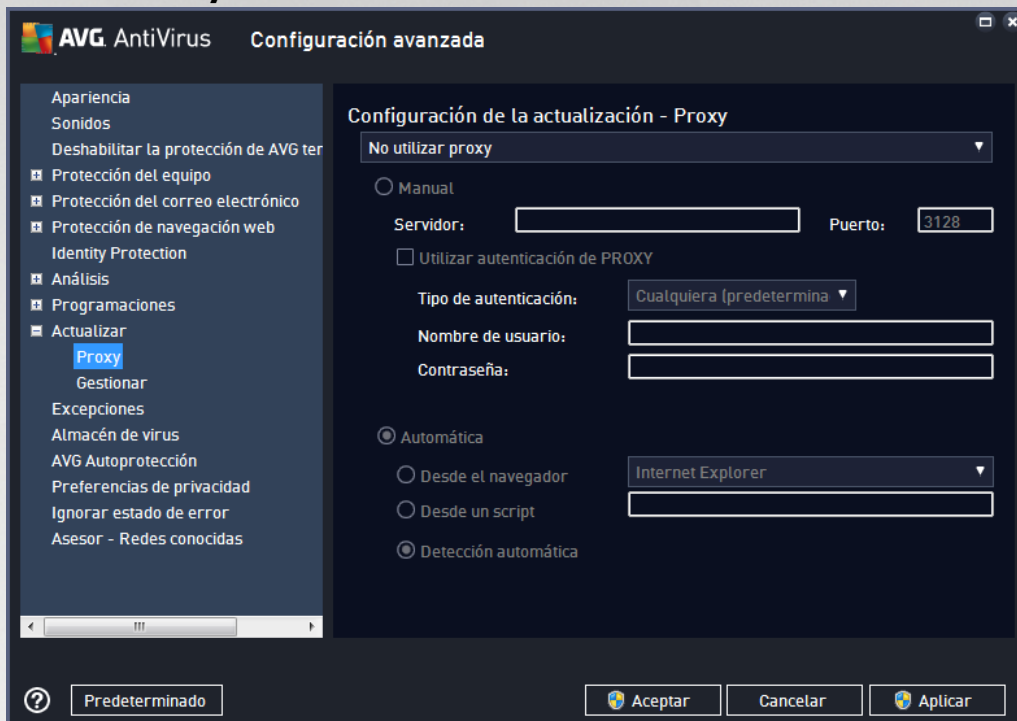 AVG AntiVirus Configuración avanzada
Apariencia
Sonidos
Deshabilitar la protección de AVG ter
Protección del equipo
Protección del correo electrónico
Protección de navegación web
Identity Protection
Análisis
Programaciones
Actualizar
Proxy
Gestionar
Excepciones
Almacén de virus
AVG Autoprotección
Preferencias de privacidad
Ignorar estado de error
Asesor - Redes conocidas
Configuración de la actualización - Proxy
No utilizar proxy
Manual
Servidor: Puerto: 3128
Utilizar autenticación de PROXY
Tipo de autenticación: Cualquiera (predetermina
Nombre de usuario:
Contraseña:
Automática
Desde el navegador Internet Explorer
Desde un script
Detección automática
? Predeterminado Aceptar Cancelar Aplicar